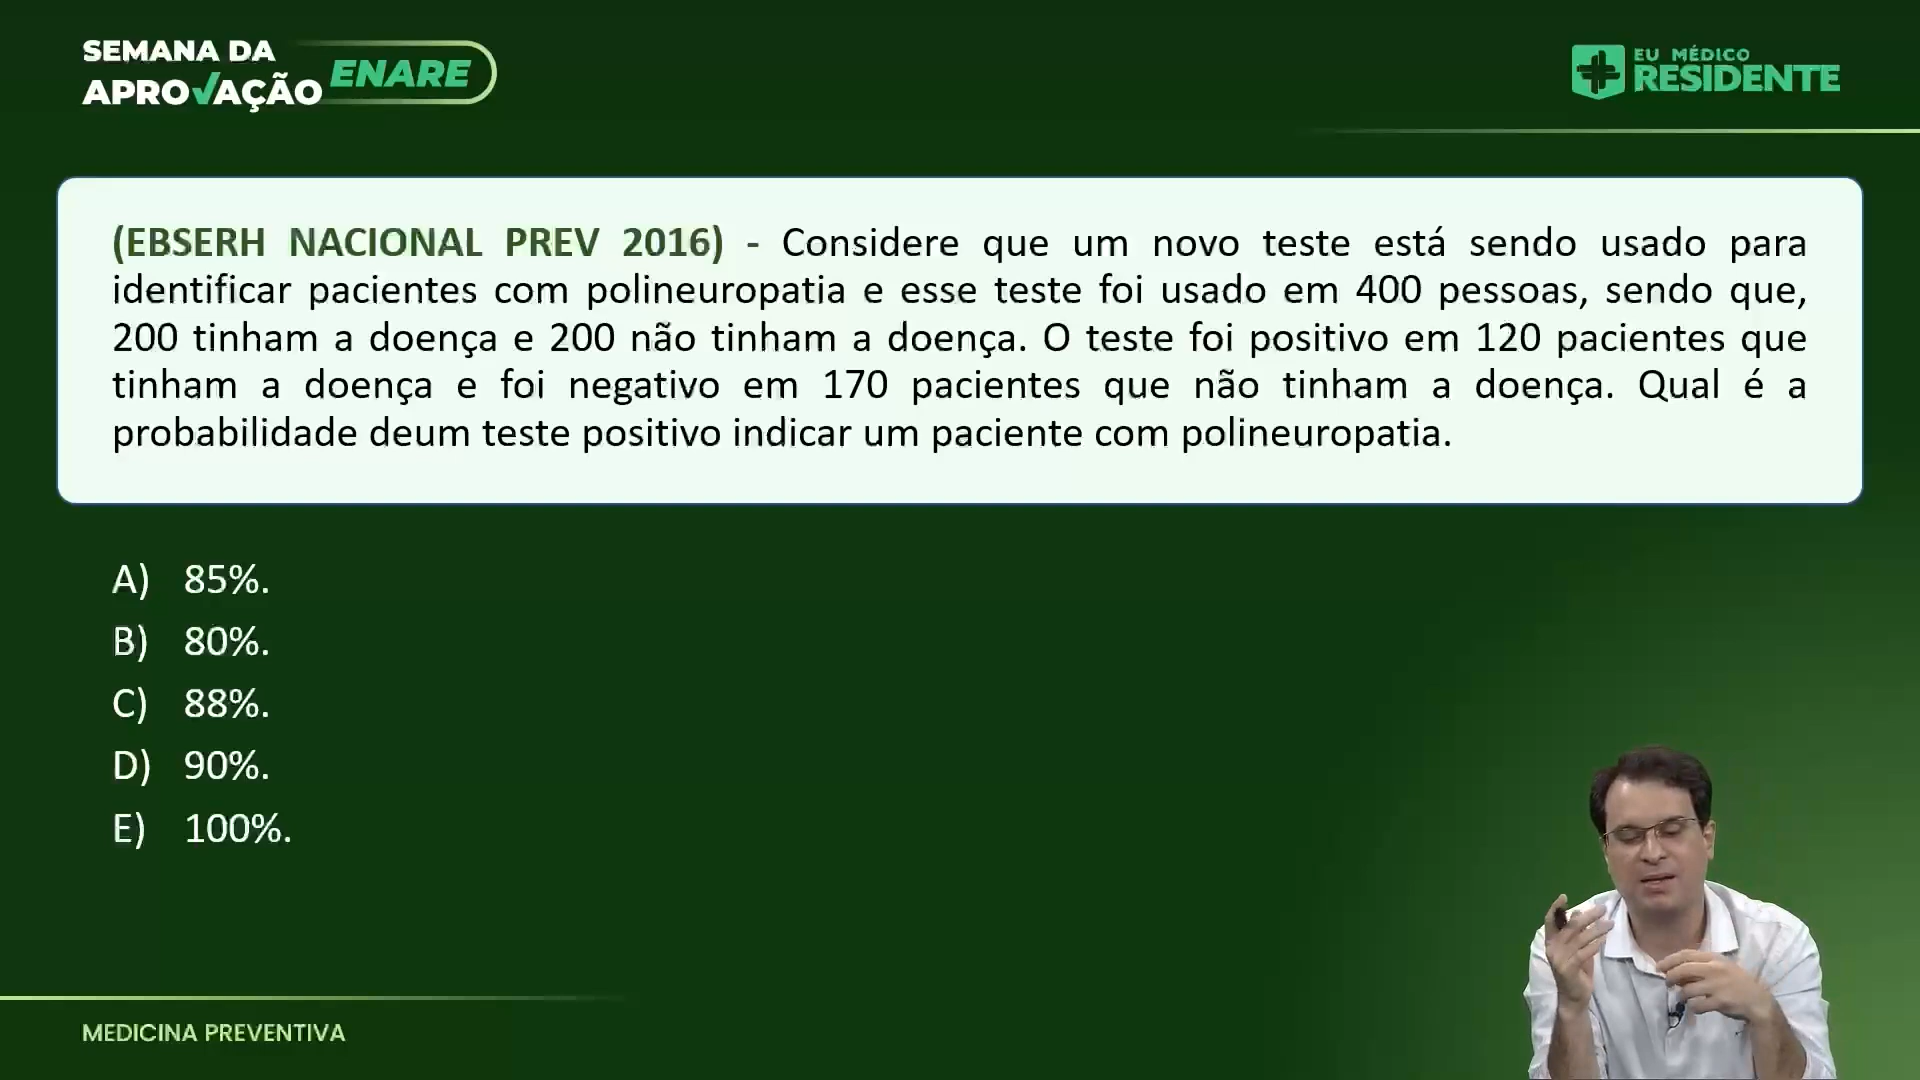 SEMANA DA
APROVAÇÃO ENARE
EU MÉDICO
RESIDENTE
(EBSERH NACIONAL PREV 2016) - Considere que um novo teste está sendo usado para
identificar pacientes com polineuropatia e esse teste foi usado em 400 pessoas, sendo que,
200 tinham a doença e 200 não tinham a doença. O teste foi positivo em 120 pacientes que
tinham a doença e foi negativo em 170 pacientes que não tinham a doença. Qual é a
probabilidade deum teste positivo indicar um paciente com polineuropatia.
A) 85%.
B) 80%.
C) 88%.
D) 90%.
E) 100%.
MEDICINA PREVENTIVA